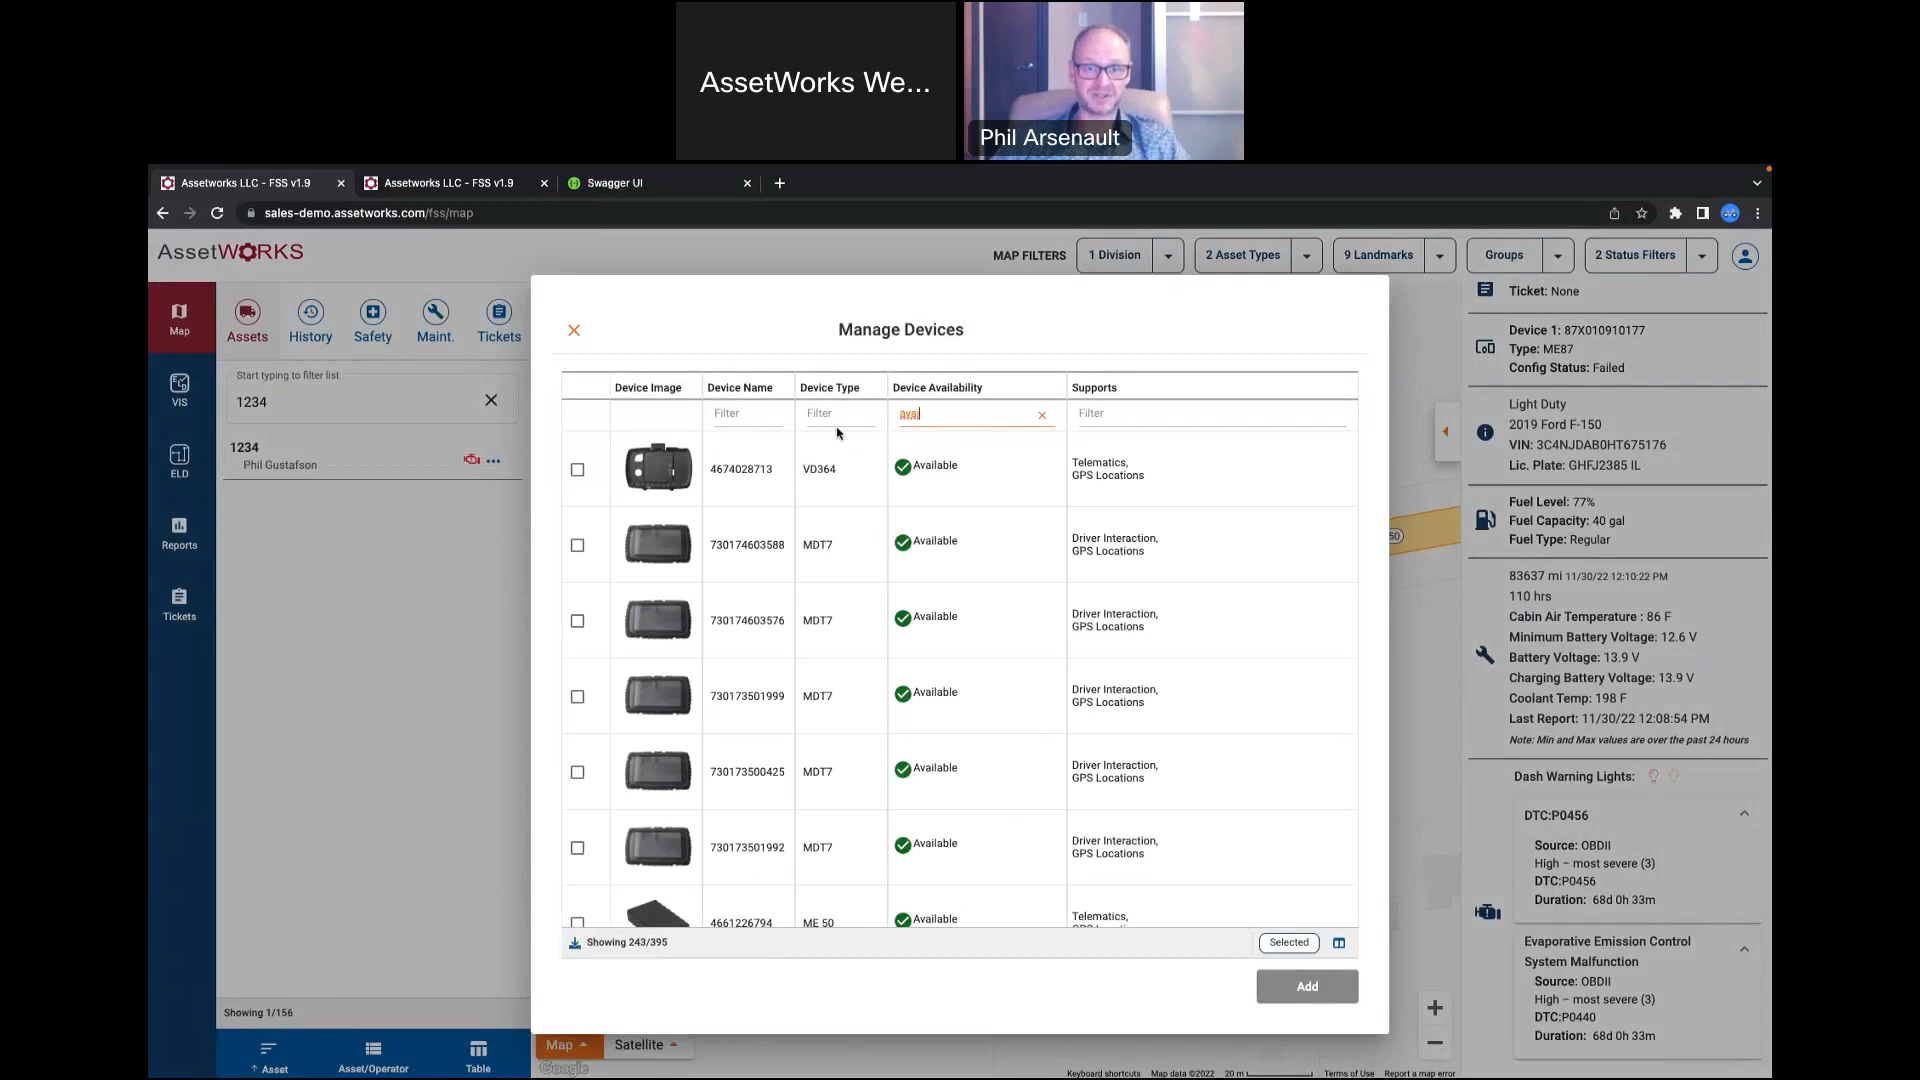 AssetWorks We...
Phil Arsenault
Assetworks LLC - FSS v1.9
Assetworks LLC - FSS v1.9
Swagger UI
sales-demo.assetworks.com/fss/map
AssetWORKS
MAP FILTERS
1 Division
2 Asset Types
9 Landmarks
Groups
2 Status Filters
Map
VIS
ELD
Reports
Tickets
Assets
History
Safety
Maint.
Tickets
Start typing to filter list
1234
1234
Phil Gustafson
Showing 1/156
Asset
Asset/Operator
Table
Manage Devices
Device Image Device Name Device Type Device Availability Supports
Filter Filter avai Filter
4674028713 VD364 Available Telematics,
GPS Locations
730174603588 MDT7 Available Driver Interaction,
GPS Locations
730174603576 MDT7 Available Driver Interaction,
GPS Locations
730173501999 MDT7 Available Driver Interaction,
GPS Locations
730173500425 MDT7 Available Driver Interaction,
GPS Locations
730173501992 MDT7 Available Driver Interaction,
GPS Locations
4661226794 ME 50 Available Telematics,
Showing 243/395
Selected
Add
50
Map
Satellite
Google
Keyboard shortcuts
Map data ©2022
20 m
Terms of Use
Report a map error
Ticket: None
Device 1: 87X010910177
Type: ME87
Config Status: Failed
Light Duty
2019 Ford F-150
VIN: 3C4NJDAB0HT675176
Lic. Plate: GHFJ2385 IL
Fuel Level: 77%
Fuel Capacity: 40 gal
Fuel Type: Regular
83637 mi 11/30/22 12:10:22 PM
110 hrs
Cabin Air Temperature : 86 F
Minimum Battery Voltage: 12.6 V
Battery Voltage: 13.9 V
Charging Battery Voltage: 13.9 V
Coolant Temp: 198 F
Last Report: 11/30/22 12:08:54 PM
Note: Min and Max values are over the past 24 hours
Dash Warning Lights:
DTC:P0456
Source: OBDII
High – most severe (3)
DTC:P0456
Duration: 68d 0h 33m
Evaporative Emission Control
System Malfunction
Source: OBDII
High – most severe (3)
DTC:P0440
Duration: 68d 0h 33m